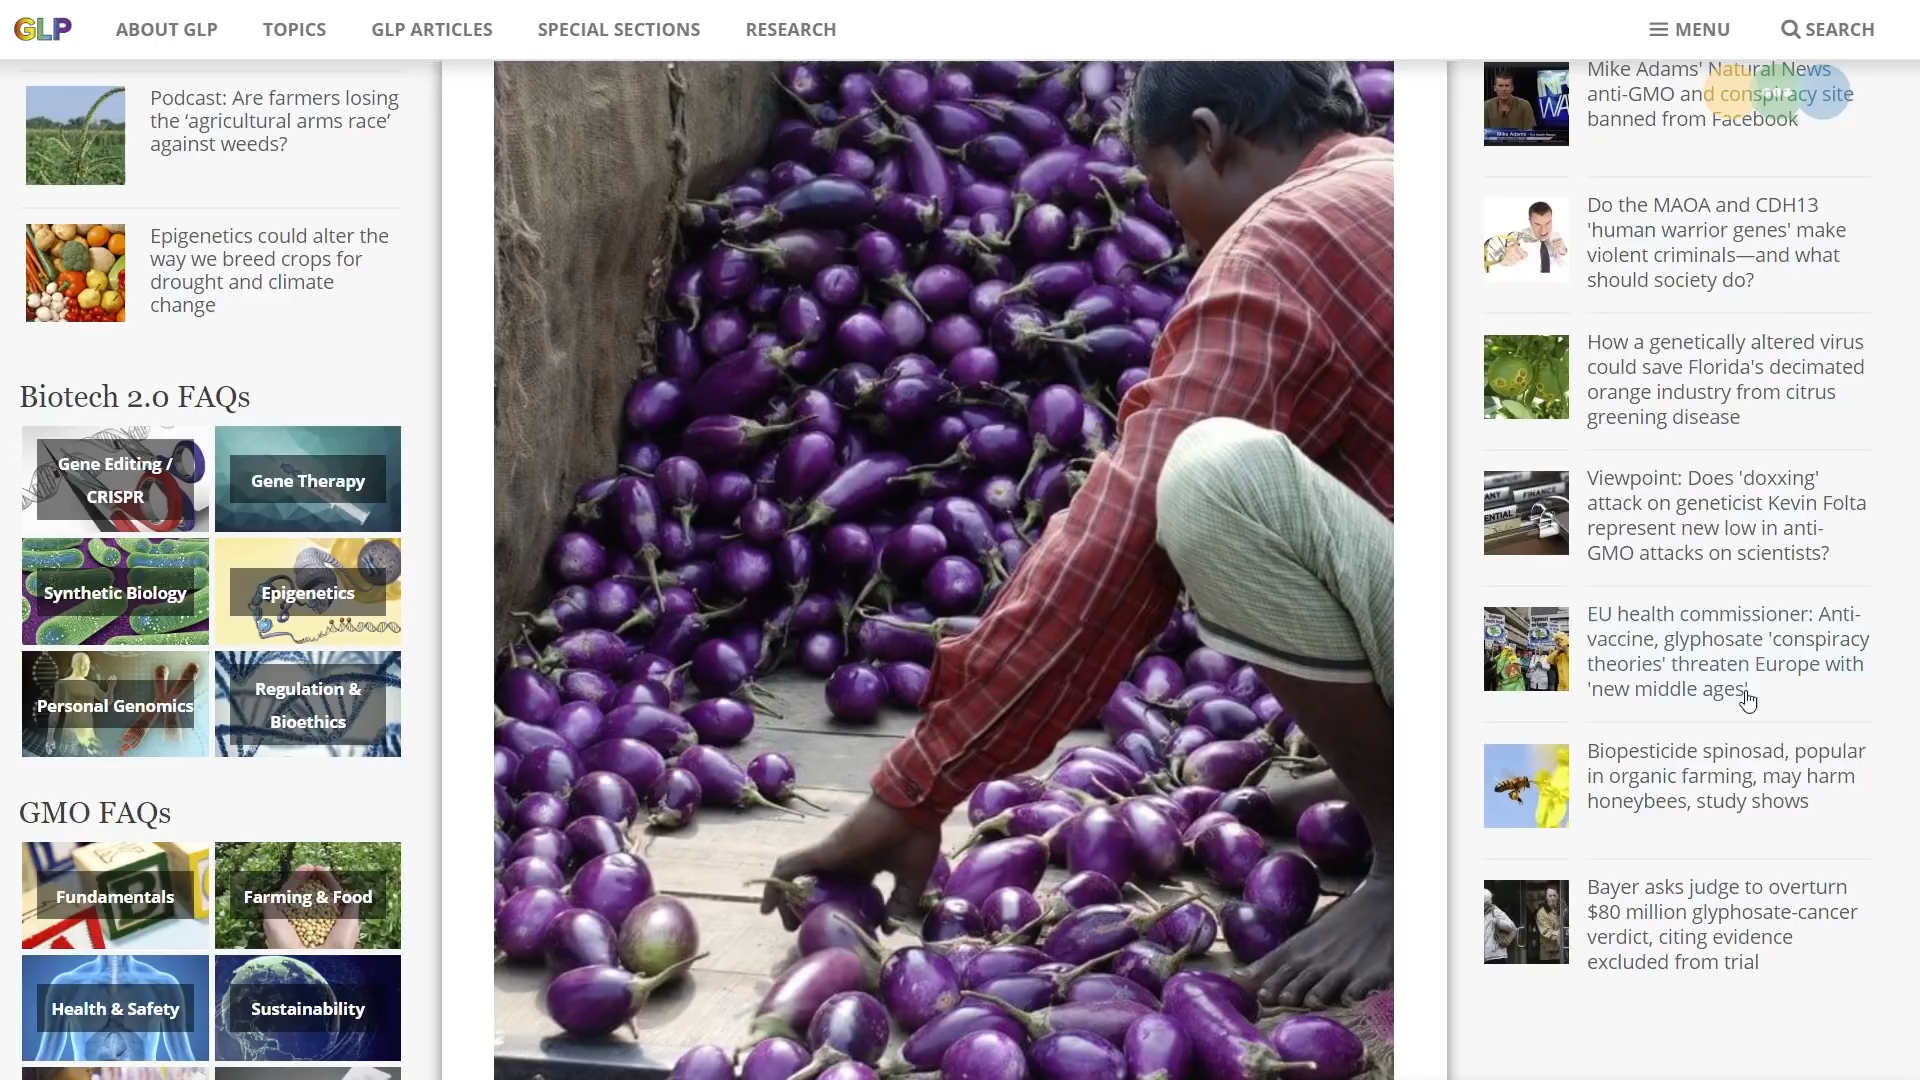 GLP
ABOUT GLP
TOPICS
GLP ARTICLES
SPECIAL SECTIONS
RESEARCH
MENU
SEARCH
Podcast: Are farmers losing
the ‘agricultural arms race’
against weeds?
Epigenetics could alter the
way we breed crops for
drought and climate
change
Biotech 2.0 FAQs
Gene Editing /
CRISPR
Gene Therapy
Synthetic Biology
Epigenetics
Personal Genomics
Regulation &
Bioethics
GMO FAQs
Fundamentals
Farming & Food
Health & Safety
Sustainability
Mike Adams' Natural News
anti-GMO and conspiracy site
banned from Facebook
Do the MAOA and CDH13
'human warrior genes' make
violent criminals—and what
should society do?
How a genetically altered virus
could save Florida's decimated
orange industry from citrus
greening disease
Viewpoint: Does 'doxxing'
attack on geneticist Kevin Folta
represent new low in anti-
GMO attacks on scientists?
EU health commissioner: Anti-
vaccine, glyphosate 'conspiracy
theories' threaten Europe with
'new middle ages'
Biopesticide spinosad, popular
in organic farming, may harm
honeybees, study shows
Bayer asks judge to overturn
$80 million glyphosate-cancer
verdict, citing evidence
excluded from trial